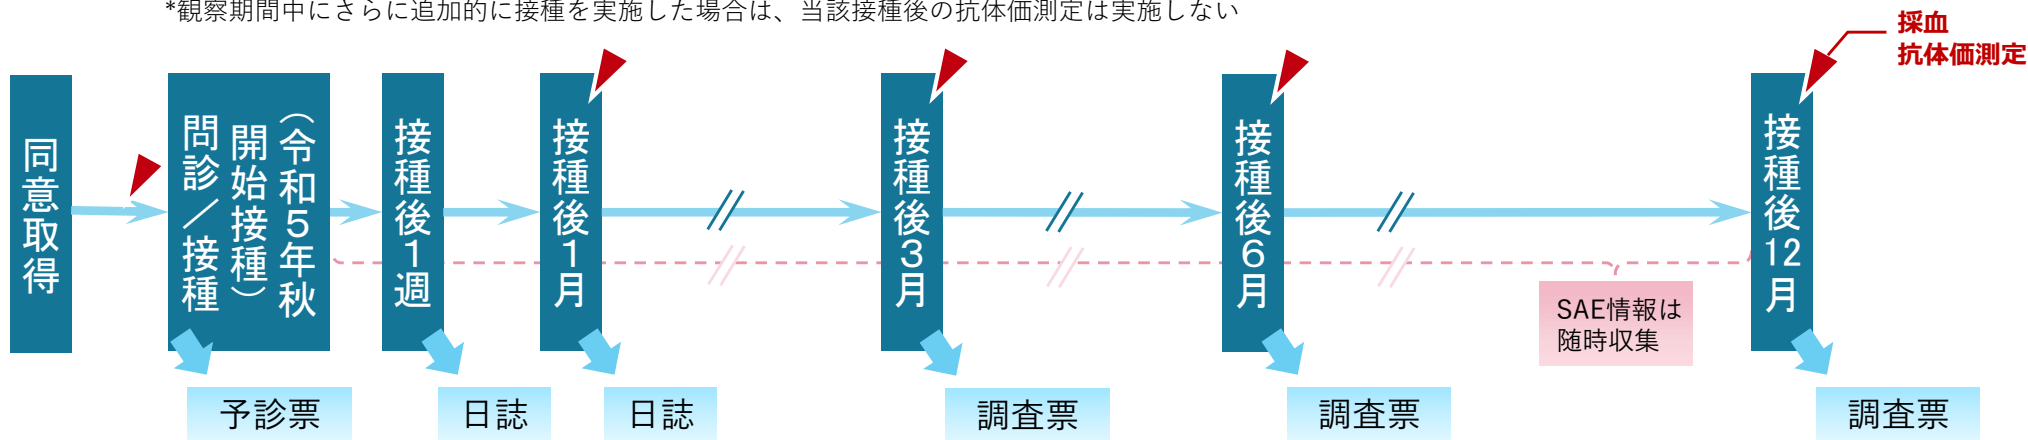 *観察期間中にさらに追加的に接種を実施した場合は、当該接種後の抗体価測定は実施しない
採血
抗体価測定
同意取得
(令和5年秋
開始接種)
問診/接種
接種後1週
接種後1月
接種後3月
接種後6月
接種後12月
SAE情報は
随時収集
予診票
日誌
日誌
調査票
調査票
調査票